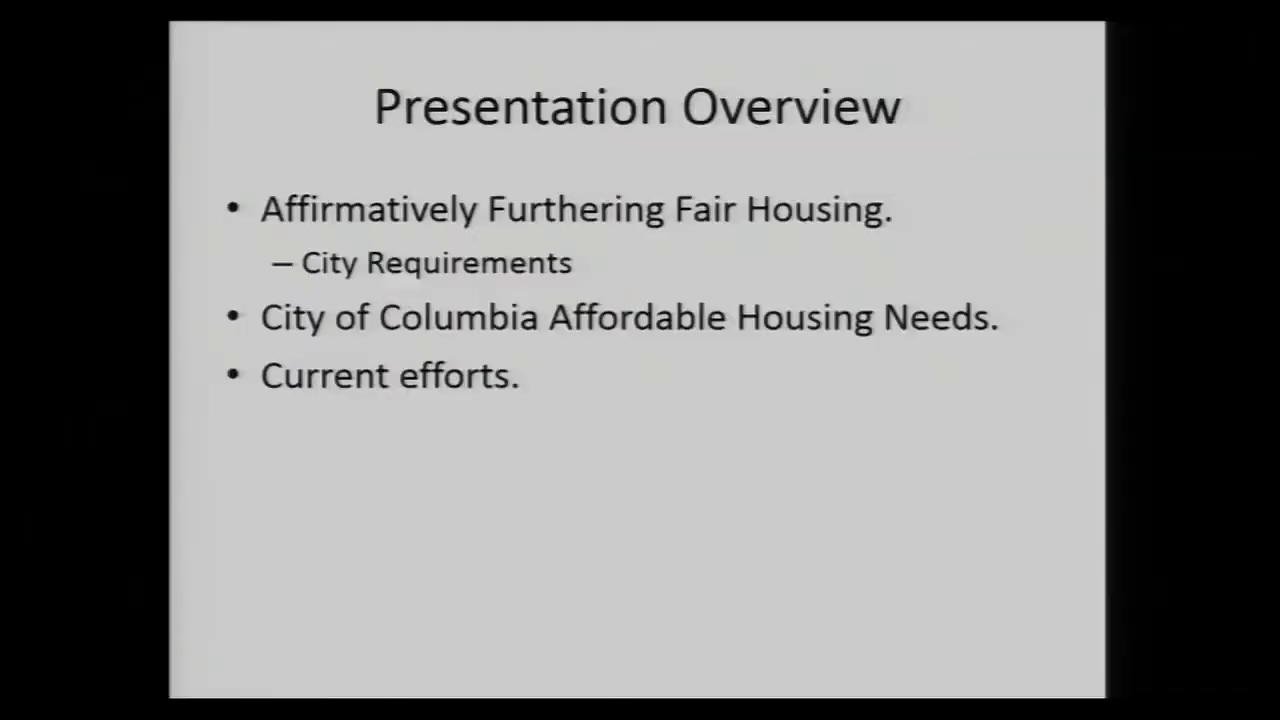 Presentation Overview
• Affirmatively Furthering Fair Housing.
– City Requirements
• City of Columbia Affordable Housing Needs.
• Current efforts.